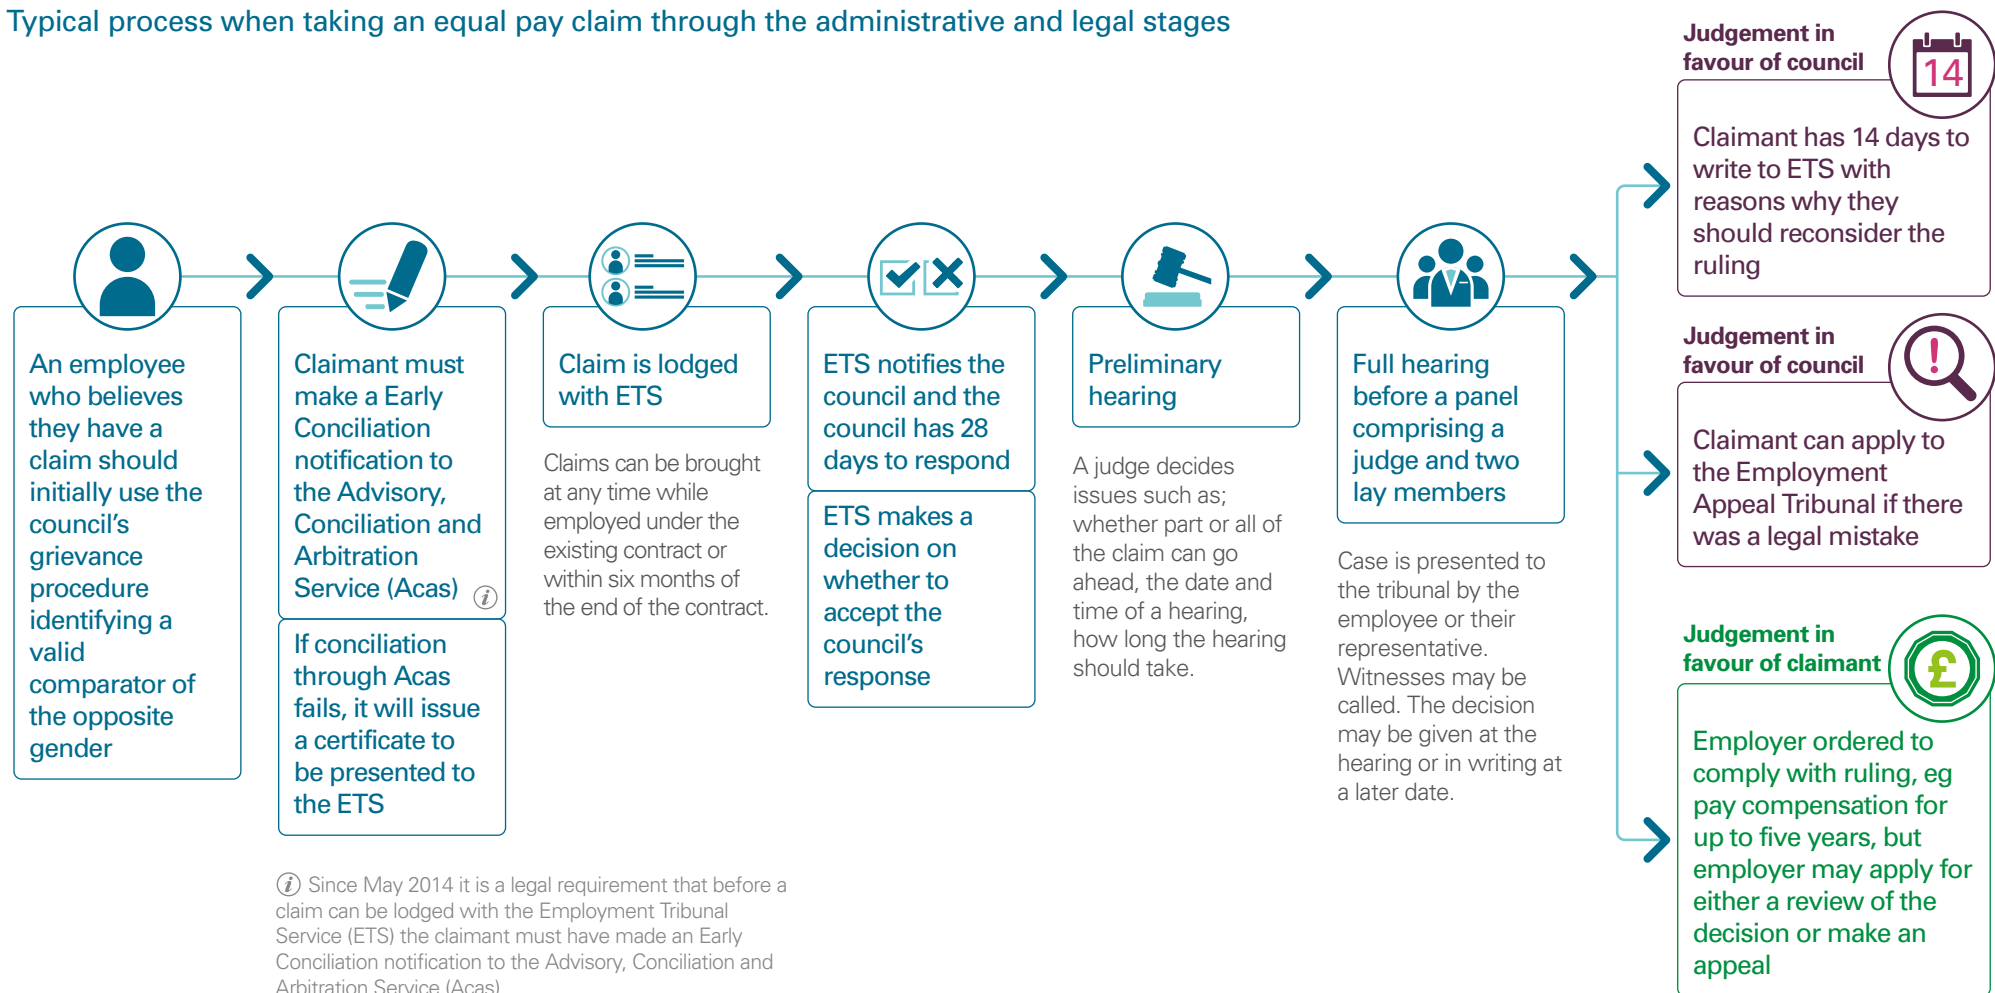 Typical process when taking an equal pay claim through the administrative and legal stages
An employee
who believes
they have a
claim should
initially use the
council’s
grievance
procedure
identifying a
valid
comparator of
the opposite
gender
Claimant must
make a Early
Conciliation
notification to
the Advisory,
Conciliation and
Arbitration
Service (Acas) i
If conciliation
through Acas
fails, it will issue
a certificate to
be presented to
the ETS
i Since May 2014 it is a legal requirement that before a
claim can be lodged with the Employment Tribunal
Service (ETS) the claimant must have made an Early
Conciliation notification to the Advisory, Conciliation and
Arbitration Service (Acas)
Claim is lodged
with ETS
Claims can be brought
at any time while
employed under the
existing contract or
within six months of
the end of the contract.
ETS notifies the
council and the
council has 28
days to respond
ETS makes a
decision on
whether to
accept the
council’s
response
Preliminary
hearing
A judge decides
issues such as;
whether part or all of
the claim can go
ahead, the date and
time of a hearing,
how long the hearing
should take.
Full hearing
before a panel
comprising a
judge and two
lay members
Case is presented to
the tribunal by the
employee or their
representative.
Witnesses may be
called. The decision
may be given at the
hearing or in writing at
a later date.
Judgement in
favour of council
14
Claimant has 14 days to
write to ETS with
reasons why they
should reconsider the
ruling
Judgement in
favour of council
!
Claimant can apply to
the Employment
Appeal Tribunal if there
was a legal mistake
Judgement in
favour of claimant
£
Employer ordered to
comply with ruling, eg
pay compensation for
up to five years, but
employer may apply for
either a review of the
decision or make an
appeal